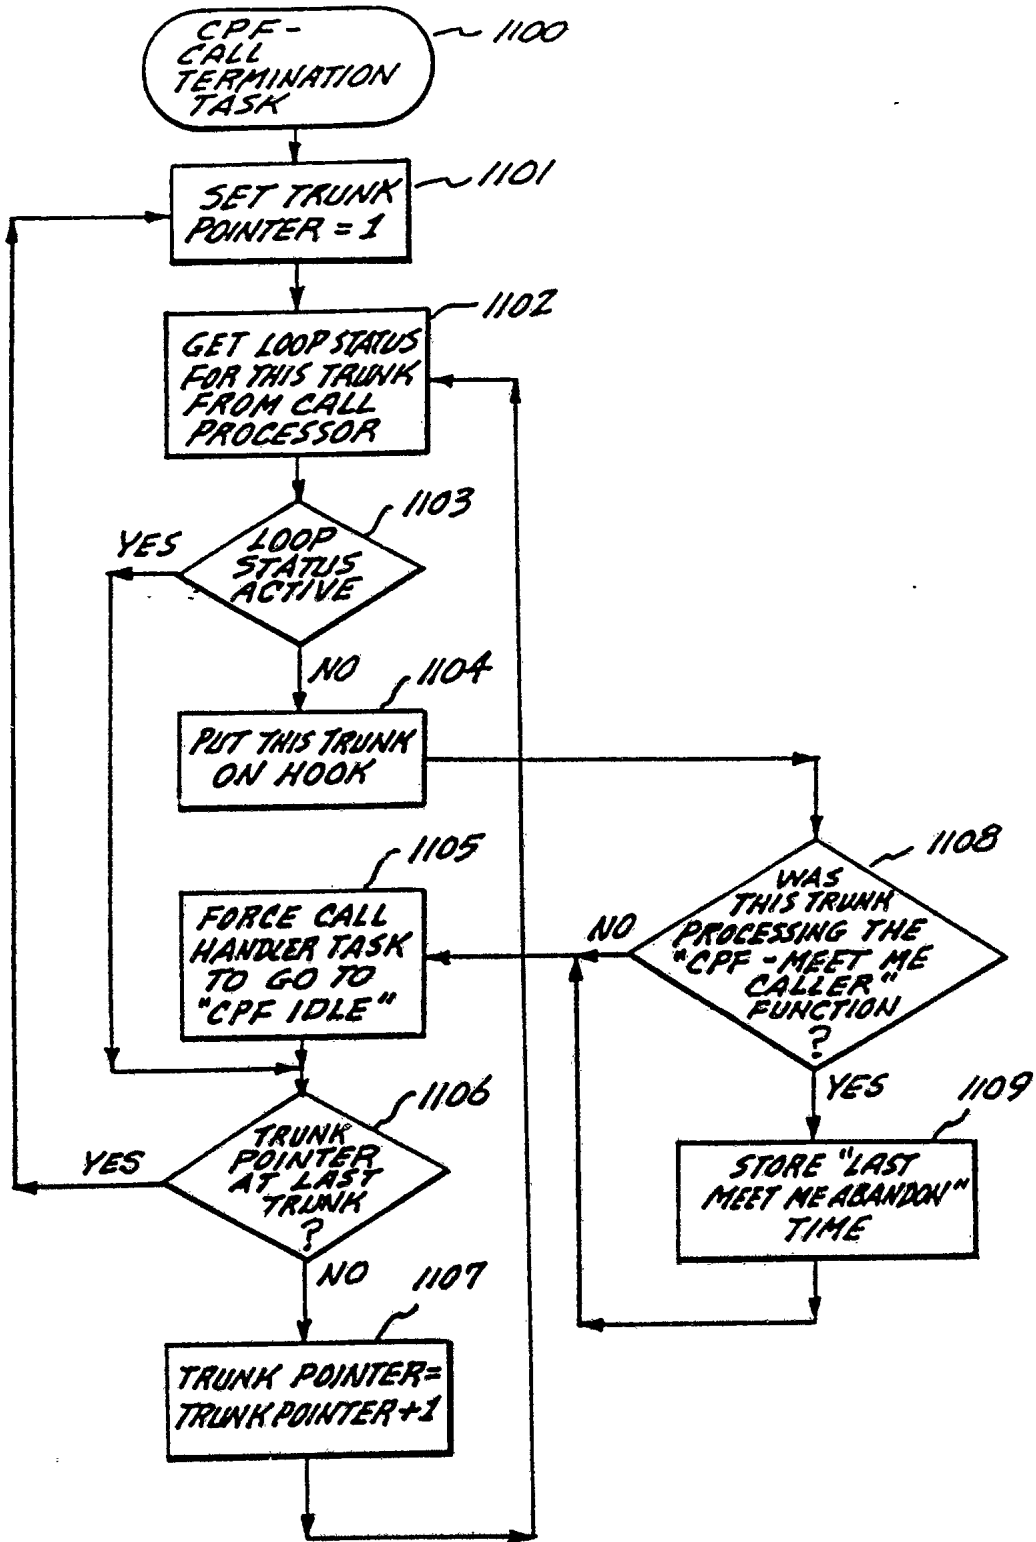 CPF-
CALL
TERMINATION
TASK
1100
SET TRUNK
POINTER = 1
1101
GET LOOP STATUS
FOR THIS TRUNK
FROM CALL
PROCESSOR
1102
LOOP
STATUS
ACTIVE
1103
YES
NO
PUT THIS TRUNK
ON HOOK
1104
WAS
THIS TRUNK
PROCESSING THE
"CPF-MEET ME
CALLER"
FUNCTION
?
1108
NO
YES
FORCE CALL
HANDLER TASK
TO GO TO
"CPF IDLE"
1105
STORE "LAST
MEET ME ABANDON"
TIME
1109
TRUNK
POINTER
AT LAST
TRUNK
?
1106
YES
NO
TRUNK POINTER=
TRUNK POINTER+1
1107